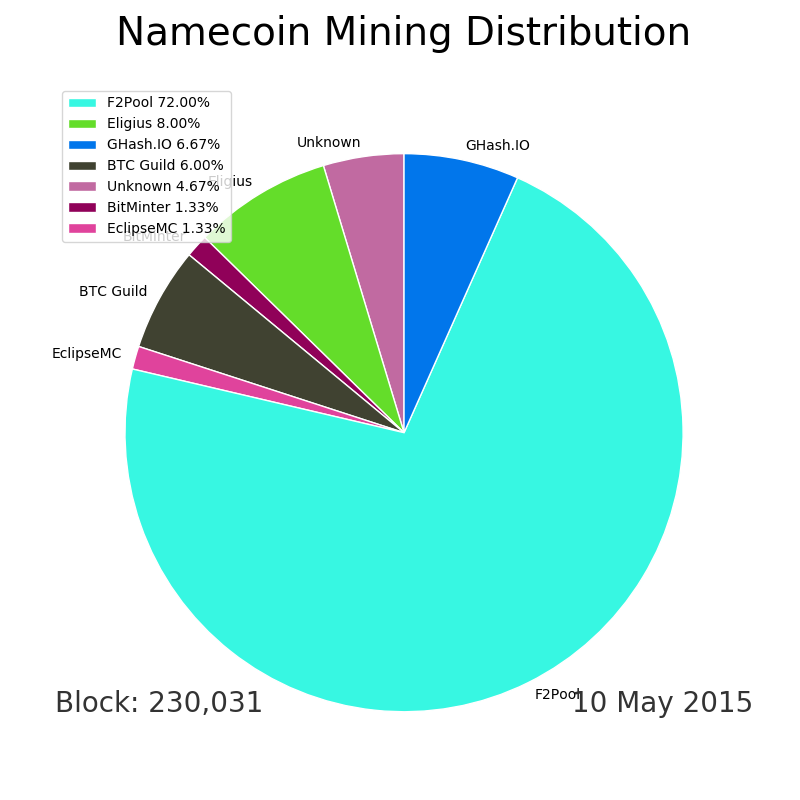 Namecoin Mining Distribution
F2Pool 72.00%
Eligius 8.00%
GHash.IO 6.67%
BTC Guild 6.00%
Unknown 4.67%
BitMinter 1.33%
EclipseMC 1.33%
Unknown
GHash.IO
Eligius
BitMinter
BTC Guild
EclipseMC
F2Pool
Block: 230,031
10 May 2015